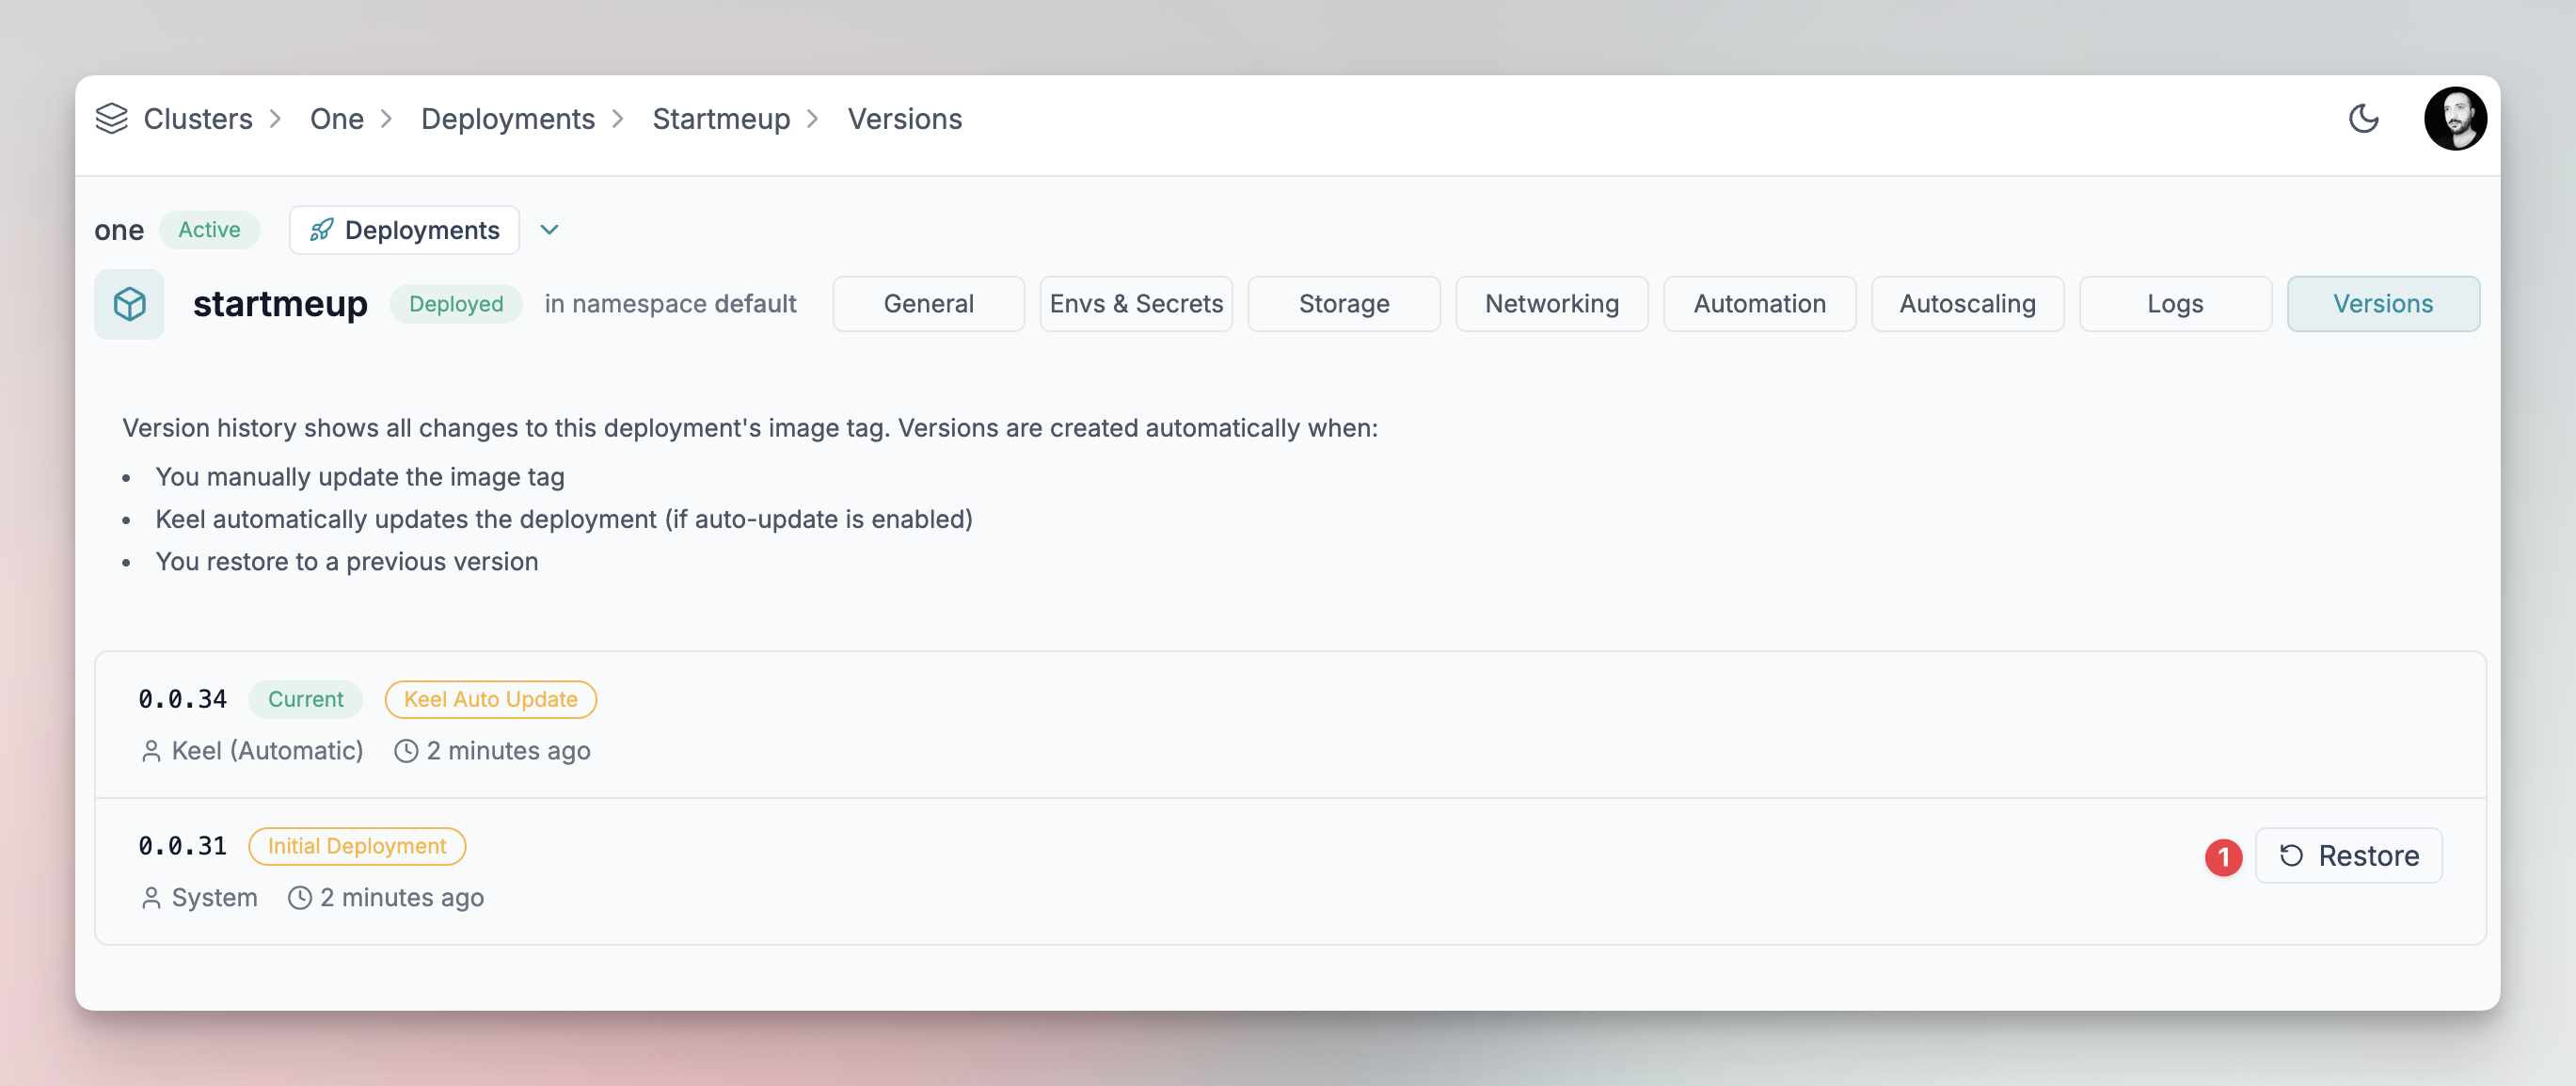 Clusters > One > Deployments > Startmeup > Versions
one Active Deployments
startmeup Deployed in namespace default General Envs & Secrets Storage Networking Automation Autoscaling Logs Versions
Version history shows all changes to this deployment's image tag. Versions are created automatically when:
• You manually update the image tag
• Keel automatically updates the deployment (if auto-update is enabled)
• You restore to a previous version
0.0.34 Current Keel Auto Update
Keel (Automatic) 2 minutes ago
0.0.31 Initial Deployment
1 Restore
System 2 minutes ago